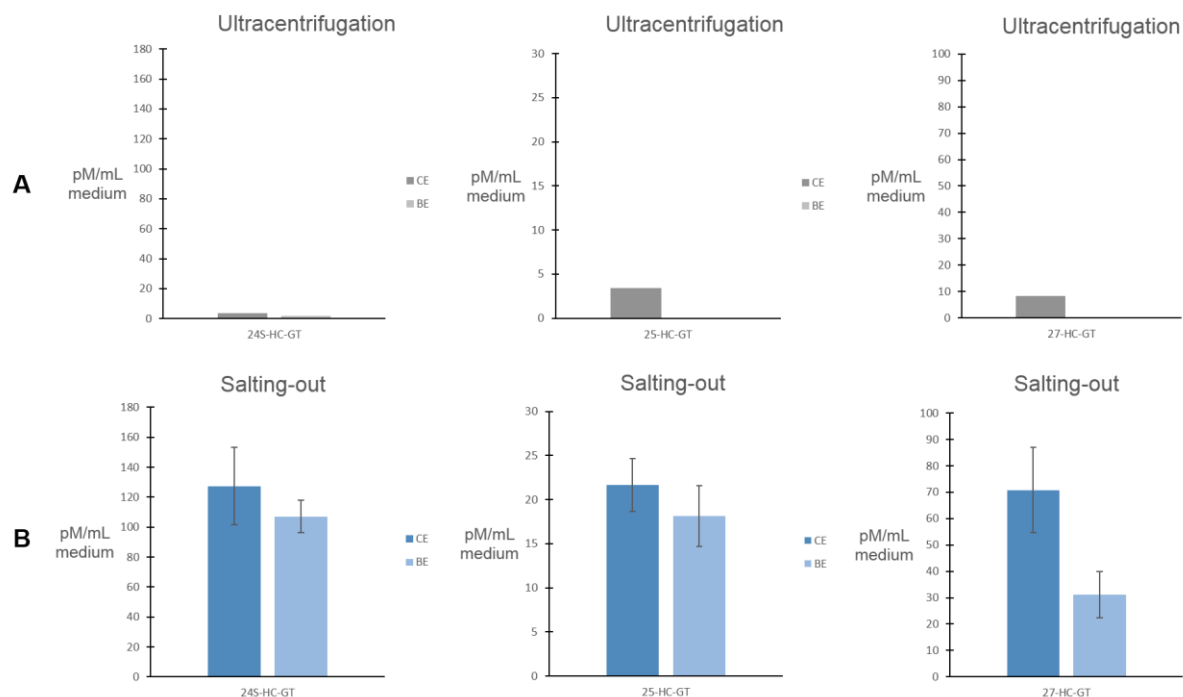 Ultracentrifugation
Ultracentrifugation
Ultracentrifugation
A
pM/mL
medium
180
160
140
120
100
80
60
40
20
0
24S-HC-GT
CE
BE
pM/mL
medium
30
25
20
15
10
5
0
25-HC-GT
CE
BE
pM/mL
medium
100
90
80
70
60
50
40
30
20
10
0
27-HC-GT
CE
BE
Salting-out
Salting-out
Salting-out
B
pM/mL
medium
180
160
140
120
100
80
60
40
20
0
24S-HC-GT
CE
BE
pM/mL
medium
30
25
20
15
10
5
0
25-HC-GT
CE
BE
pM/mL
medium
100
90
80
70
60
50
40
30
20
10
0
27-HC-GT